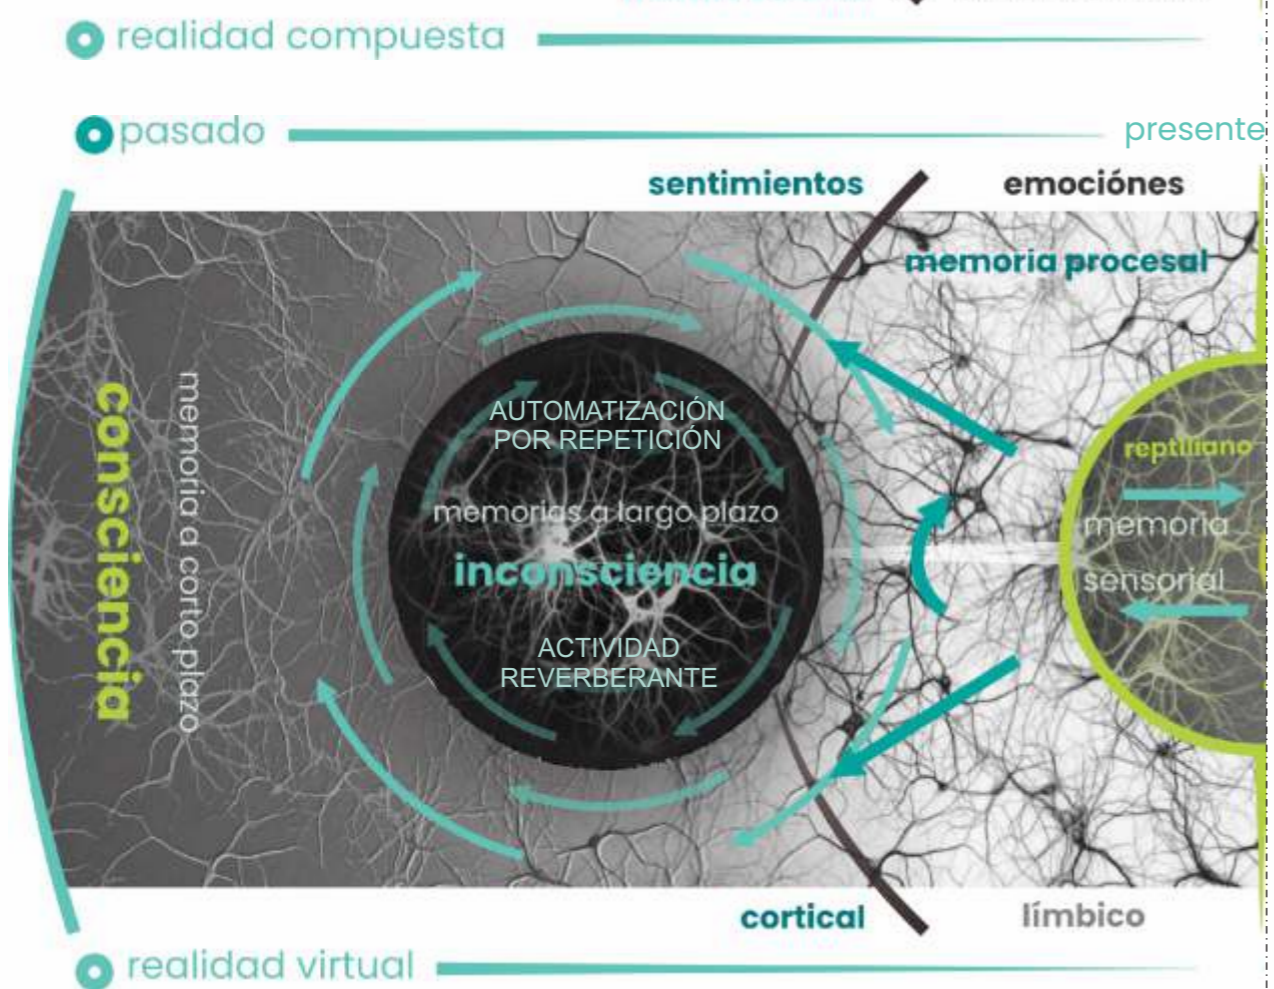 realidad compuesta
pasado
presente
sentimientos
emociónes
memoria procesal
consciencia
memoria a corto plazo
AUTOMATIZACIÓN
POR REPETICIÓN
memorias a largo plazo
inconsciencia
ACTIVIDAD
REVERBERANTE
reptiliano
memoria
sensorial
cortical
límbico
realidad virtual